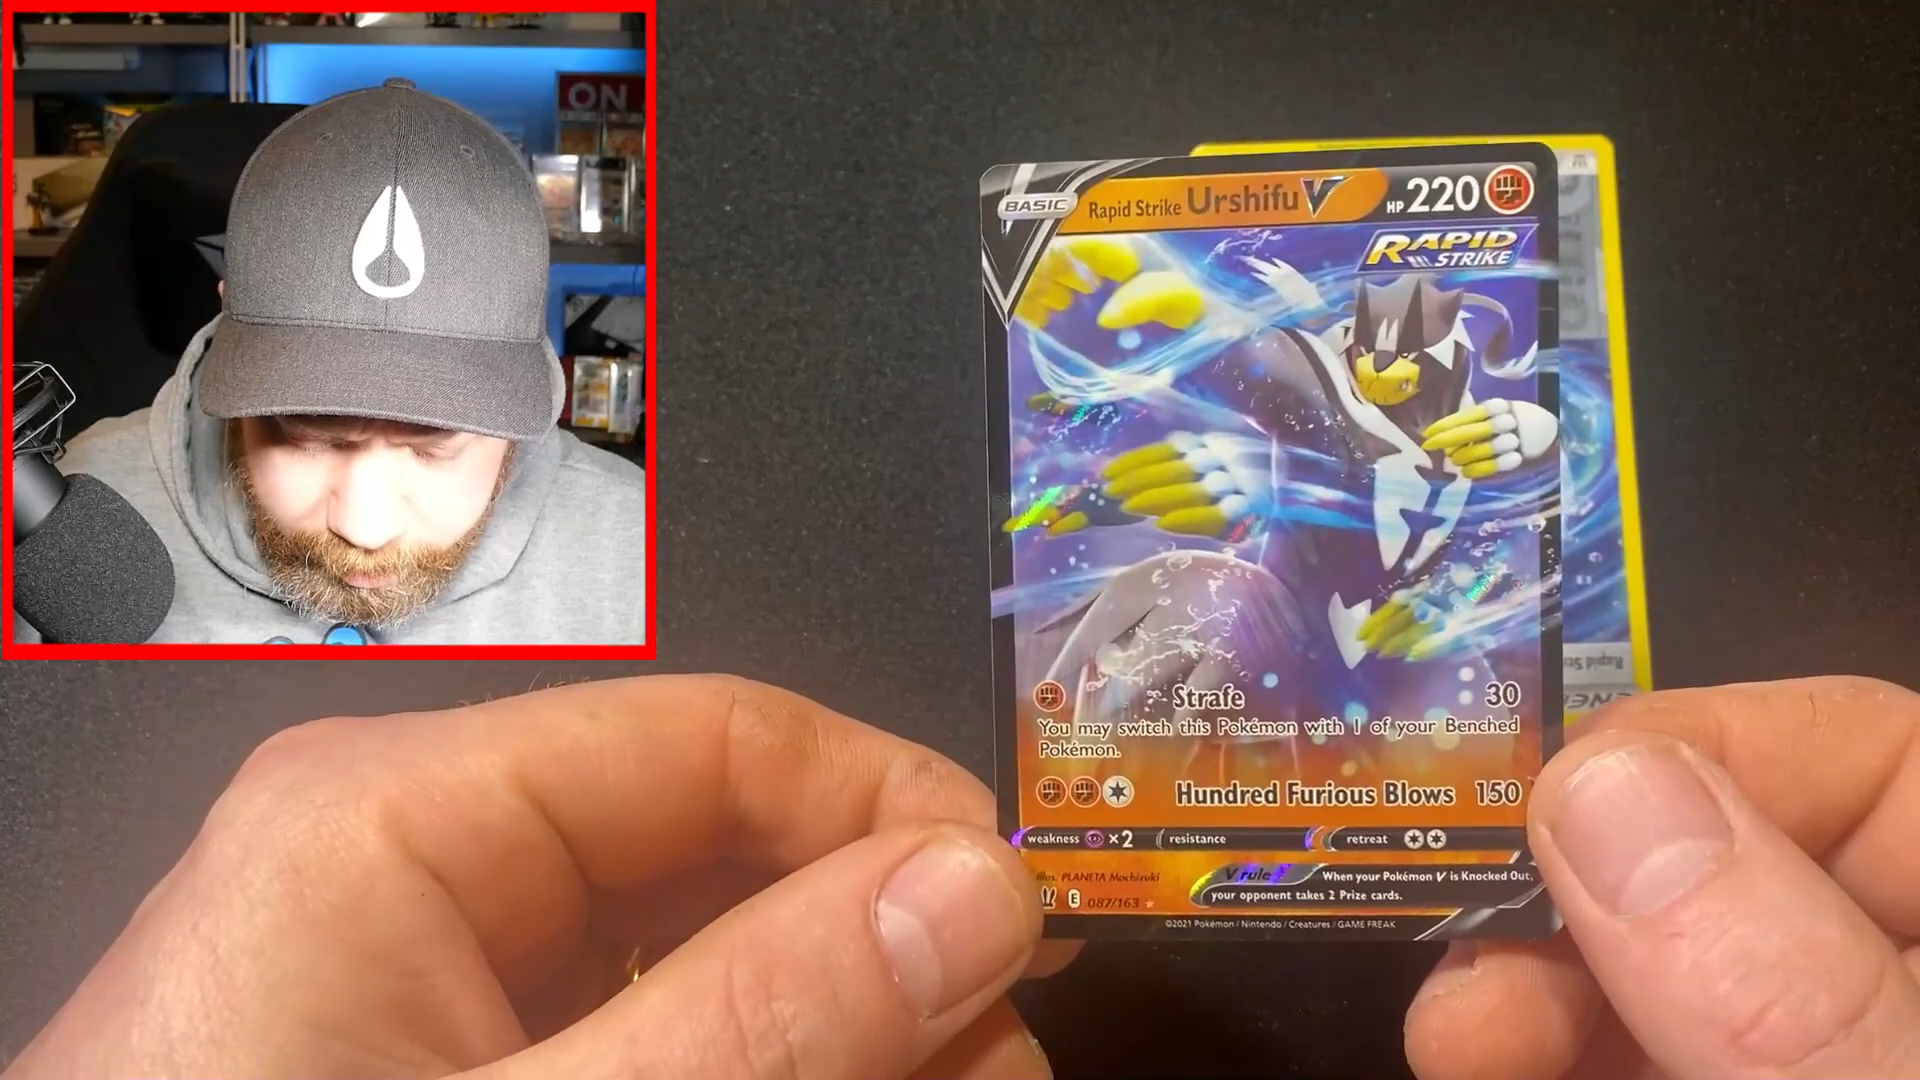 ON
BASIC
Rapid Strike Urshifu V
HP 220
RAPID
STRIKE
Strafe 30
You may switch this Pokémon with 1 of your Benched
Pokémon.
Hundred Furious Blows 150
weakness ×2 resistance retreat
Illus. PLANETA Mochizuki
V rule When your Pokémon V is Knocked Out,
your opponent takes 2 Prize cards.
E 087/163
©2021 Pokémon / Nintendo / Creatures / GAME FREAK